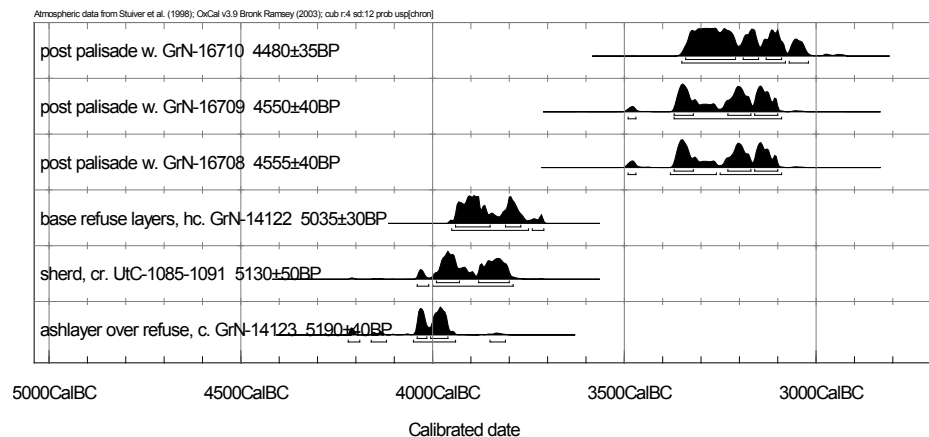 Atmospheric data from Stuiver et al. (1998); OxCal v3.9 Bronk Ramsey (2003); cub r:4 sd:12 prob usp[chron]
post palisade w. GrN-16710 4480±35BP
post palisade w. GrN-16709 4550±40BP
post palisade w. GrN-16708 4555±40BP
base refuse layers, hc. GrN-14122 5035±30BP
sherd, cr. UtC-1085-1091 5130±50BP
ashlayer over refuse, c. GrN-14123 5190±40BP
5000CalBC 4500CalBC 4000CalBC 3500CalBC 3000CalBC
Calibrated date